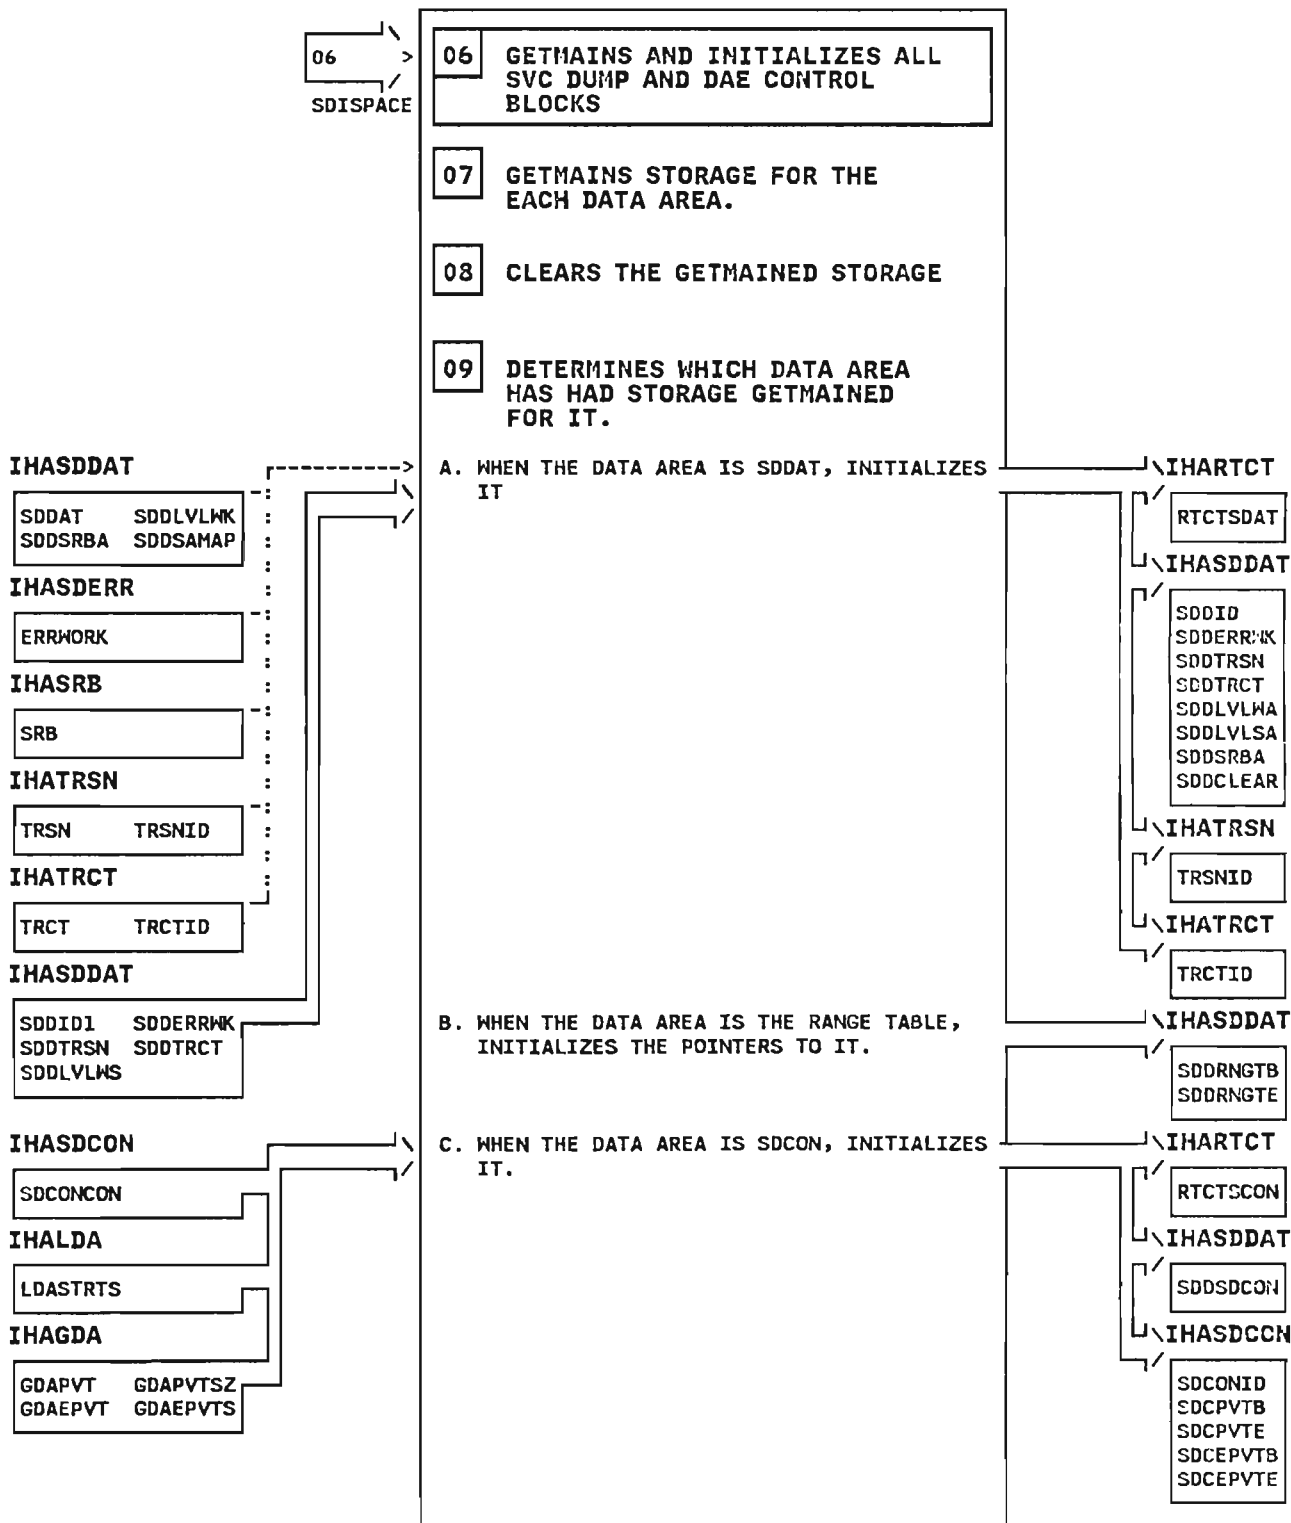 06
SDISPACE
06 GETMAINS AND INITIALIZES ALL
SVC DUMP AND DAE CONTROL
BLOCKS
07 GETMAINS STORAGE FOR THE
EACH DATA AREA.
08 CLEARS THE GETMAINED STORAGE
09 DETERMINES WHICH DATA AREA
HAS HAD STORAGE GETMAINED
FOR IT.
IHASDDAT
SDDAT SDDLVLWK
SDDSRBA SDDSAMAP
IHASDERR
ERRWORK
IHASRB
SRB
IHATRSN
TRSN TRSNID
IHATRCT
TRCT TRCTID
IHASDDAT
SDDID1 SDDERRWK
SDDTRSN SDDTRCT
SDDLVLWS
A. WHEN THE DATA AREA IS SDDAT, INITIALIZES
IT
IHARTCT
RTCTSDAT
IHASDDAT
SDDID
SDDERRWK
SDDTRSN
SDDTRCT
SDDLVLWA
SDDLVLSA
SDDSRBA
SDDCLEAR
IHATRSN
TRSNID
IHATRCT
TRCTID
B. WHEN THE DATA AREA IS THE RANGE TABLE,
INITIALIZES THE POINTERS TO IT.
IHASDDAT
SDDRNGTB
SDDRNGTE
IHASDCON
SDCONCON
IHALDA
LDASTRTS
IHAGDA
GDAPVT GDAPVTSZ
GDAEPVT GDAEPVTS
C. WHEN THE DATA AREA IS SDCON, INITIALIZES
IT.
IHARTCT
RTCTSCON
IHASDDAT
SDDSDCON
IHASDCCN
SDCONID
SDCPVTB
SDCPVTE
SDCEPVTB
SDCEPVTE